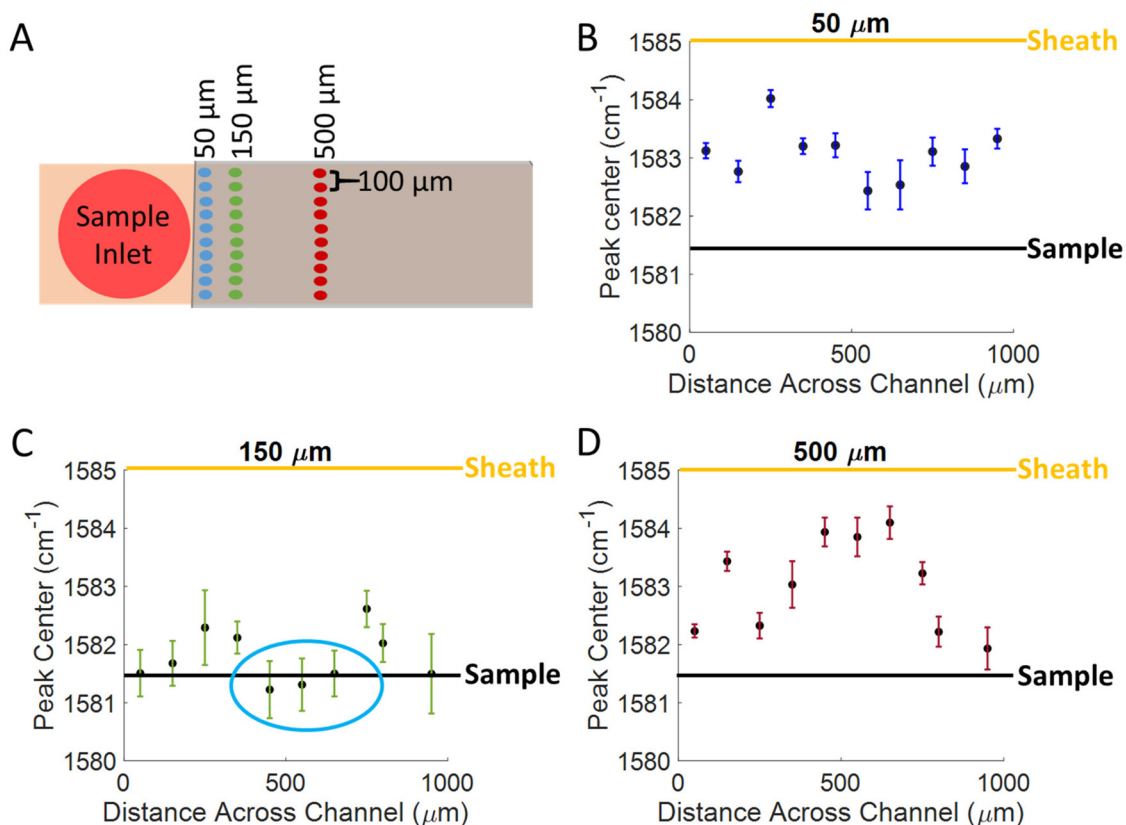 A
50 μm
150 μm
500 μm
100 μm
Sample
Inlet
B
50 μm
Sheath
Sample
Peak center (cm⁻¹)
1585
1584
1583
1582
1581
1580
0
500
1000
Distance Across Channel (μm)
C
150 μm
Sheath
Sample
Peak Center (cm⁻¹)
1585
1584
1583
1582
1581
1580
0
500
1000
Distance Across Channel (μm)
D
500 μm
Sheath
Sample
Peak Center (cm⁻¹)
1585
1584
1583
1582
1581
1580
0
500
1000
Distance Across Channel (μm)